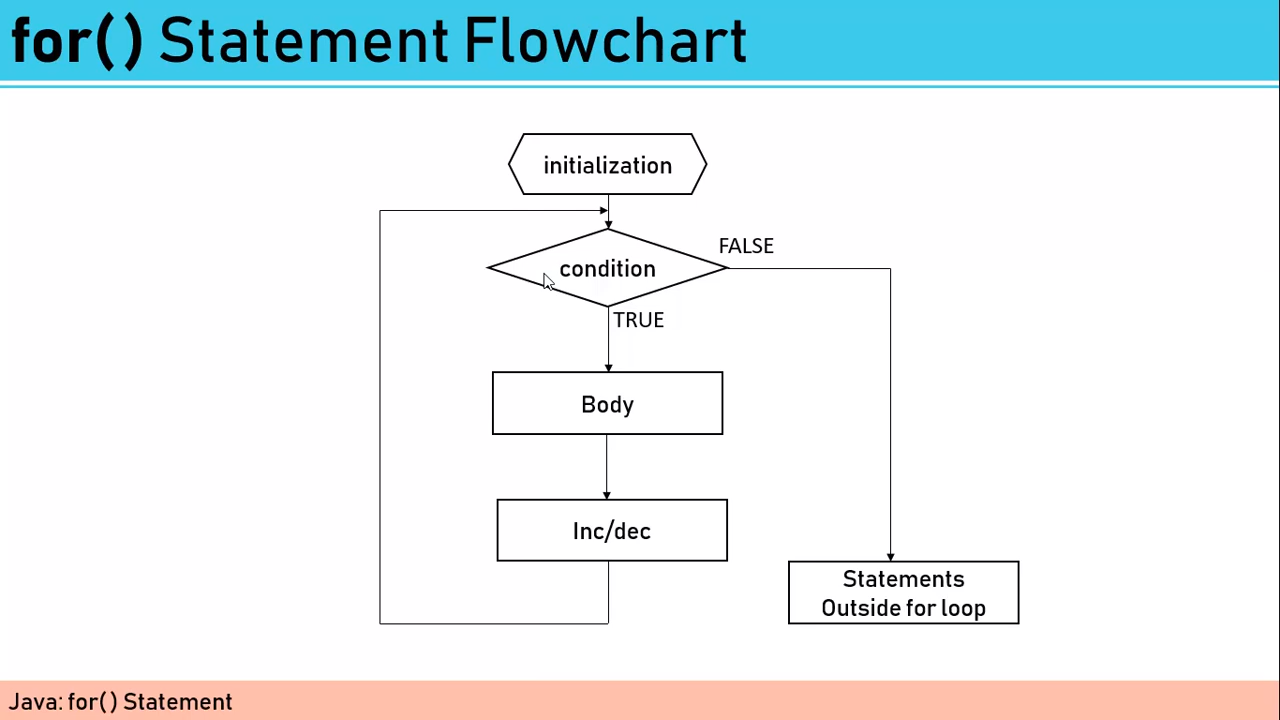 for() Statement Flowchart
initialization
condition
FALSE
TRUE
Body
Inc/dec
Statements
Outside for loop
Java: for() Statement